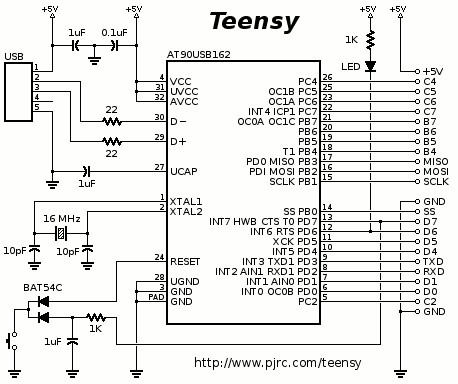 Teensy
+5V
+5V
+5V
+5V
1uF
0.1uF
USB
1
2
3
4
5
22
22
1uF
1K
LED
AT90USB162
4 VCC
31 UVCC
32 AVCC
30 D-
29 D+
27 UCAP
1 XTAL1
2 XTAL2
24 RESET
28 UGND
3 GND
PAD GND
16 MHz
10pF
10pF
BAT54C
1uF
1K
+5V
PC4 26 C4
OC1B PC5 25 C5
OC1A PC6 23 C6
INT4 ICP1 PC7 22 C7
OC0A OC1C PB7 21 B7
PB6 20 B6
PB5 19 B5
T1 PB4 18 B4
PD0 MISO PB3 17 MISO
PDI MOSI PB2 16 MOSI
SCLK PB1 15 SCLK
GND
SS PB0 14 SS
INT7 HWB CTS T0 PD7 13 D7
INT6 RTS PD6 12 D6
XCK PD5 11 D5
INT5 PD4 10 D4
INT3 TXD1 PD3 9 TXD
INT2 AIN1 RXD1 PD2 8 RXD
INT1 AIN0 PD1 7 D1
INT0 OC0B PD0 6 D0
PC2 5 C2
GND
http://www.pjrc.com/teensy